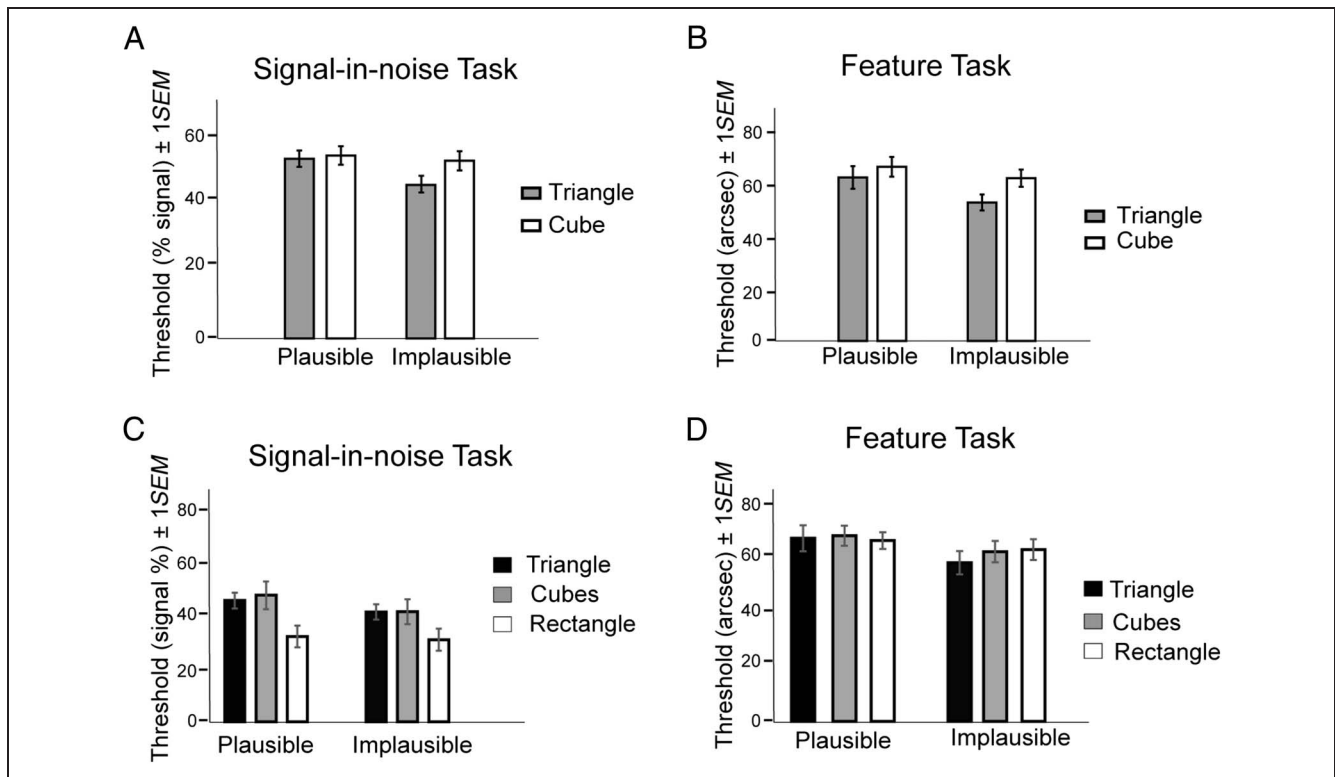 A
Signal-in-noise Task
Threshold (% signal) ± 1SEM
60
40
20
0
Plausible Implausible
Triangle
Cube
B
Feature Task
Threshold (arcsec) ± 1SEM
80
60
40
20
0
Plausible Implausible
Triangle
Cube
C
Signal-in-noise Task
Threshold (signal %) ± 1SEM
80
60
40
20
0
Plausible Implausible
Triangle
Cubes
Rectangle
D
Feature Task
Threshold (arcsec) ± 1SEM
80
60
40
20
0
Plausible Implausible
Triangle
Cubes
Rectangle